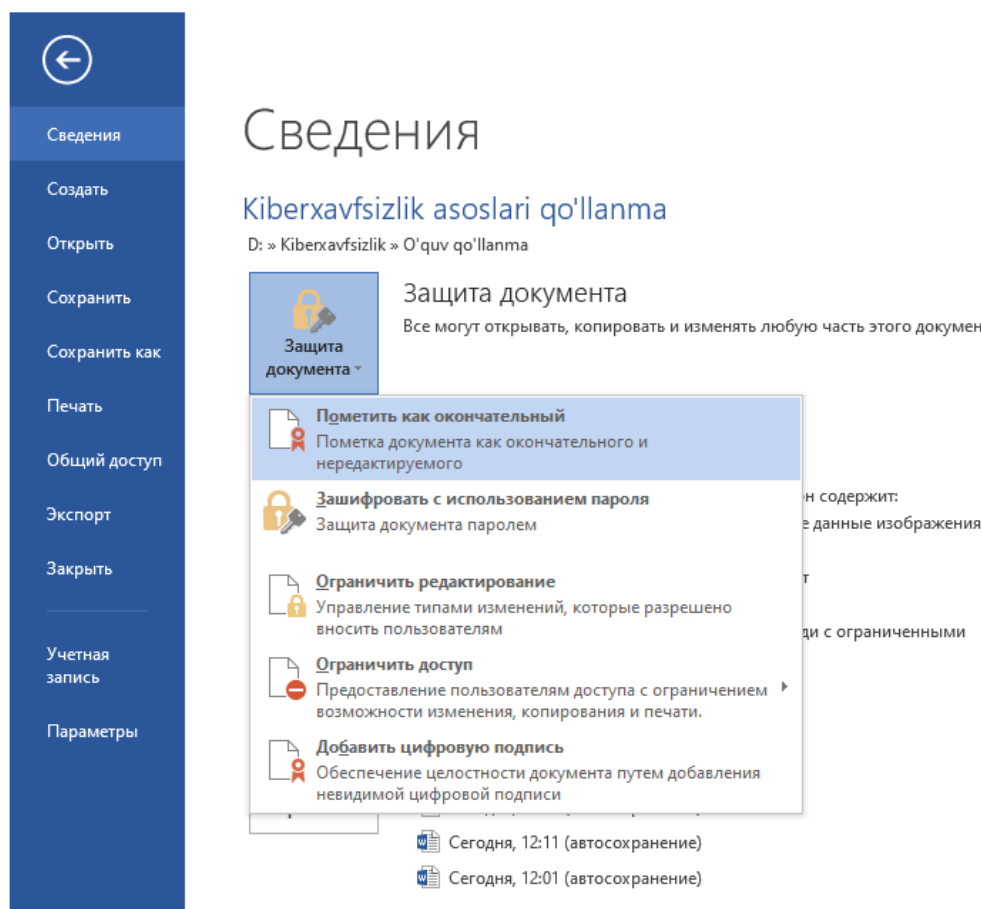 Сведения
Создать
Открыть
Сохранить
Сохранить как
Печать
Общий доступ
Экспорт
Закрыть
Учетная
запись
Параметры
Сведения
Kiberxavfsizlik asoslari qo'llanma
D: » Kiberxavfsizlik » O'quv qo'llanma
Защита
документа
Защита документа
Все могут открывать, копировать и изменять любую часть этого
Пометить как окончательный
Пометка документа как окончательного и
нередактируемого
Зашифровать с использованием пароля
Защита документа паролем
Ограничить редактирование
Управление типами изменений, которые разрешено
вносить пользователям
Ограничить доступ
Предоставление пользователям доступа с ограничением
возможности изменения, копирования и печати.
Добавить цифровую подпись
Обеспечение целостности документа путем добавления
невидимой цифровой подписи
содержит:
данные изображения
с ограниченными
Сегодня, 12:11 (автосохранение)
Сегодня, 12:01 (автосохранение)